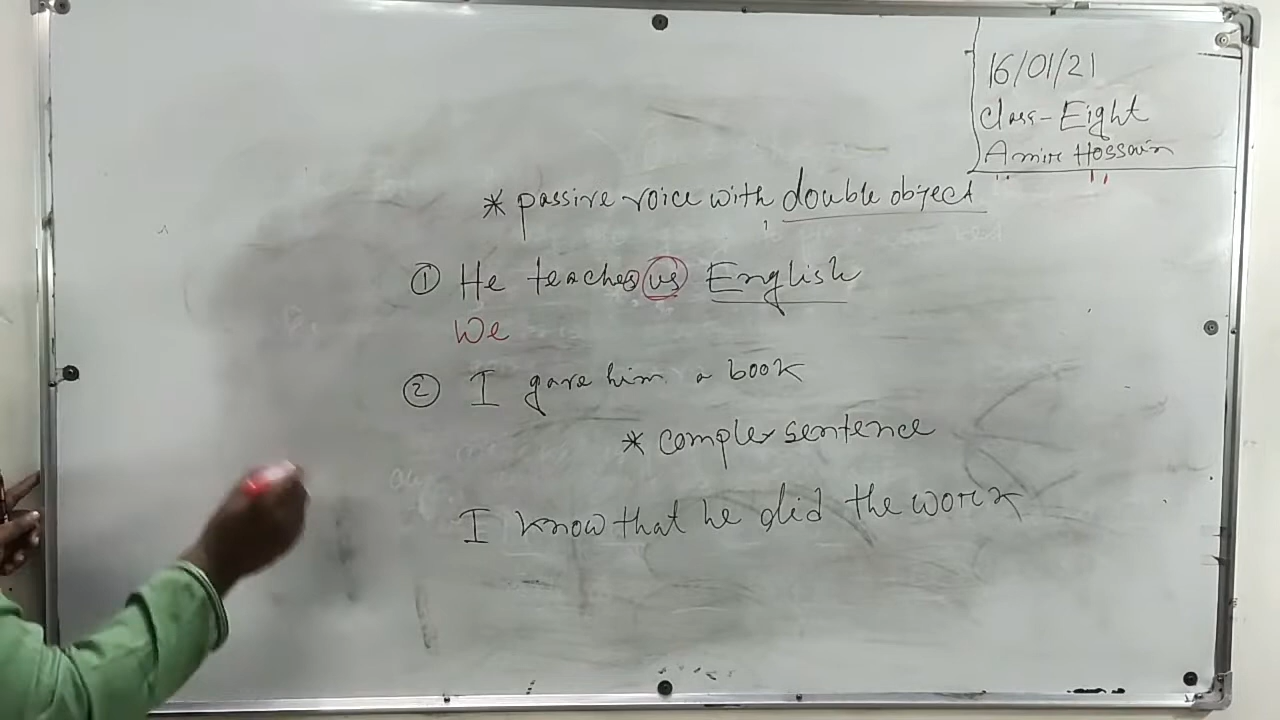 16/01/21
Class-Eight
Amir Hossain
* passive voice with double object
① He teaches us English
We
② I gave him a book
* complex sentence
I know that he did the work